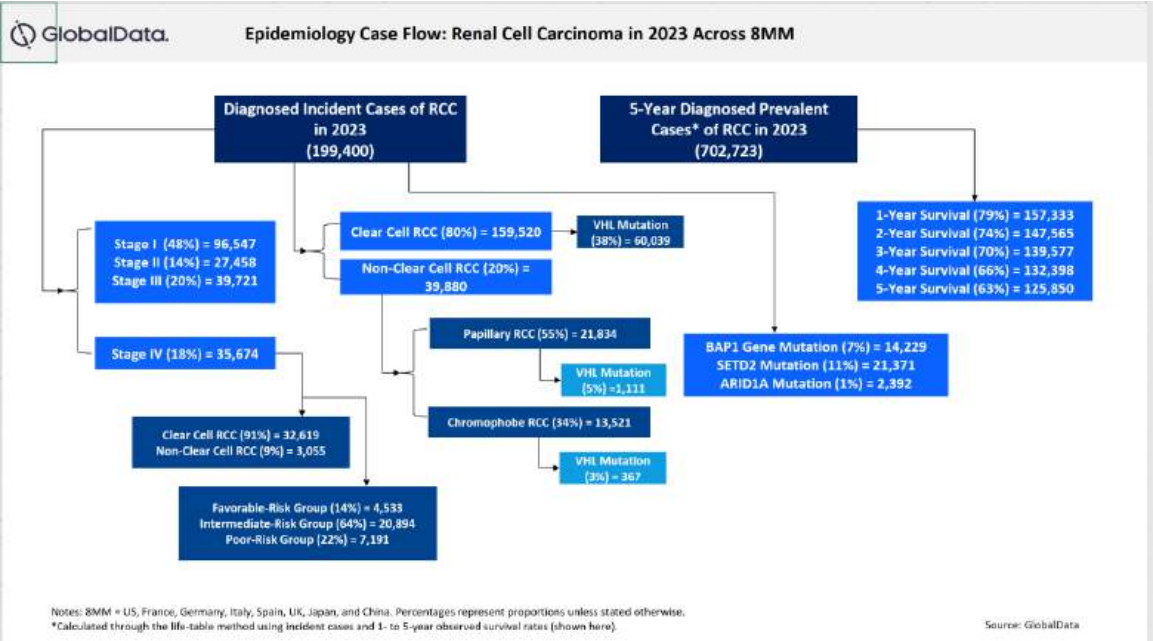 GlobalData.
Epidemiology Case Flow: Renal Cell Carcinoma in 2023 Across 8MM
Diagnosed Incident Cases of RCC
in 2023
(199,400)
5-Year Diagnosed Prevalent
Cases* of RCC in 2023
(702,723)
Stage I (48%) = 96,547
Stage II (14%) = 27,458
Stage III (20%) = 39,721
Stage IV (18%) = 35,674
Clear Cell RCC (91%) = 32,619
Non-Clear Cell RCC (9%) = 3,055
Favorable-Risk Group (14%) = 4,533
Intermediate-Risk Group (64%) = 20,894
Poor-Risk Group (22%) = 7,191
Clear Cell RCC (80%) = 159,520
VHL Mutation
(38%) = 60,039
Non-Clear Cell RCC (20%) =
39,880
Papillary RCC (55%) = 21,834
VHL Mutation
(5%) =1,111
Chromophobe RCC (34%) = 13,521
VHL Mutation
(3%) = 367
1-Year Survival (79%) = 157,333
2-Year Survival (74%) = 147,565
3-Year Survival (70%) = 139,577
4-Year Survival (66%) = 132,398
5-Year Survival (63%) = 125,850
BAP1 Gene Mutation (7%) = 14,229
SETD2 Mutation (11%) = 21,371
ARID1A Mutation (1%) = 2,392
Notes: 8MM = US, France, Germany, Italy, Spain, UK, Japan, and China. Percentages represent proportions unless stated otherwise.
*Calculated through the life-table method using incident cases and 1- to 5-year observed survival rates (shown here).
Source: GlobalData